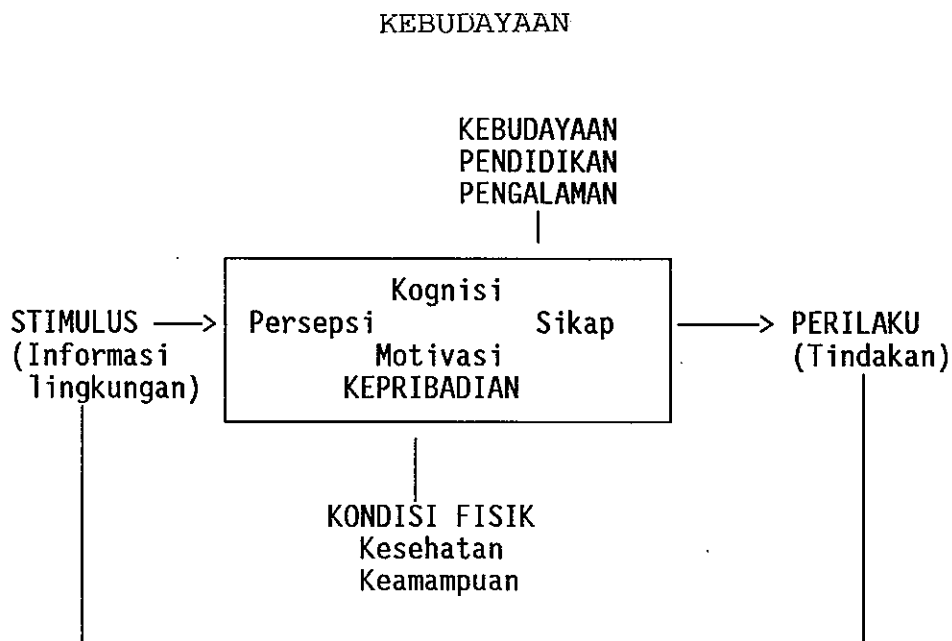 KEBUDAYAAN
KEBUDAYAAN
PENDIDIKAN
PENGALAMAN
Kognisi
STIMULUS Persepsi Sikap PERILAKU
(Informasi Motivasi (Tindakan)
lingkungan) KEPRIBADIAN
KONDISI FISIK
Kesehatan
Keamampuan